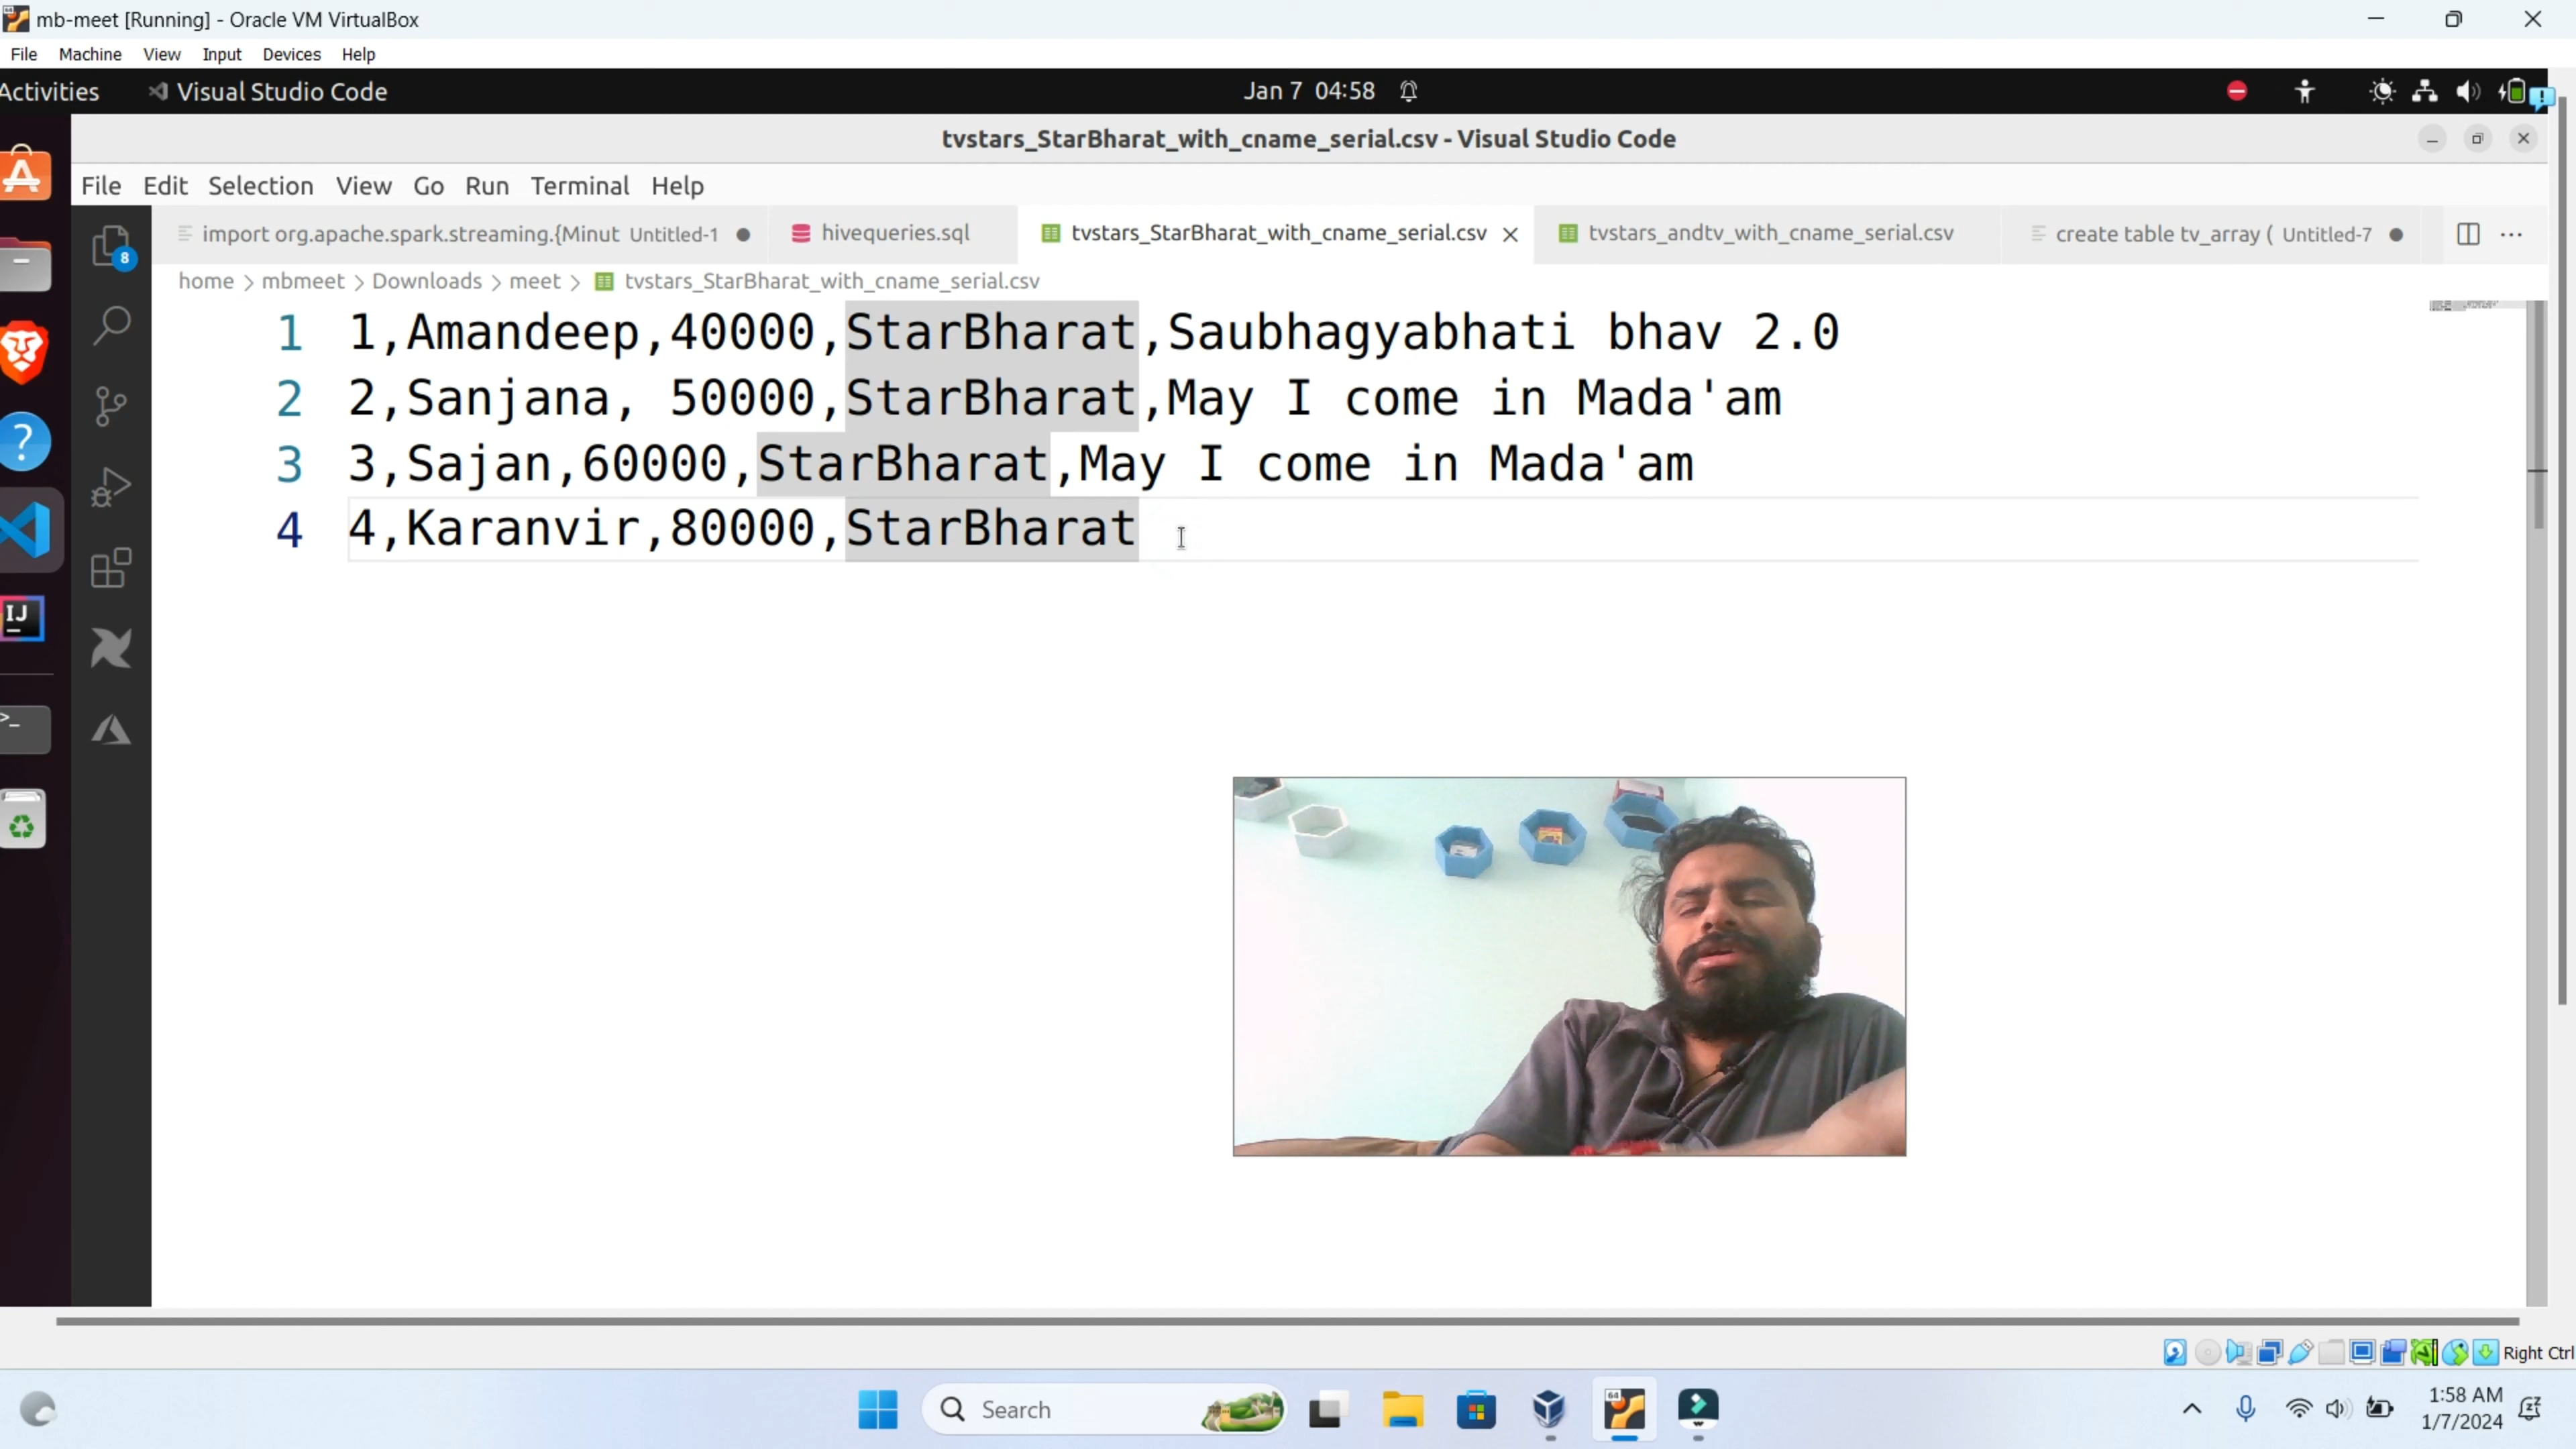 mb-meet [Running] - Oracle VM VirtualBox
File Machine View Input Devices Help
Activities Visual Studio Code Jan 7 04:58
tvstars_StarBharat_with_cname_serial.csv - Visual Studio Code
File Edit Selection View Go Run Terminal Help
import org.apache.spark.streaming.{Minut Untitled-1 hivequeries.sql tvstars_StarBharat_with_cname_serial.csv tvstars_andtv_with_cname_serial.csv create table tv_array ( Untitled-7
8
home > mbmeet > Downloads > meet > tvstars_StarBharat_with_cname_serial.csv
1 1,Amandeep,40000,StarBharat,Saubhagyabhati bhav 2.0
2 2,Sanjana, 50000,StarBharat,May I come in Mada'am
3 3,Sajan,60000,StarBharat,May I come in Mada'am
4 4,Karanvir,80000,StarBharat
IJ
Right Ctrl
Search
64
1:58 AM
1/7/2024